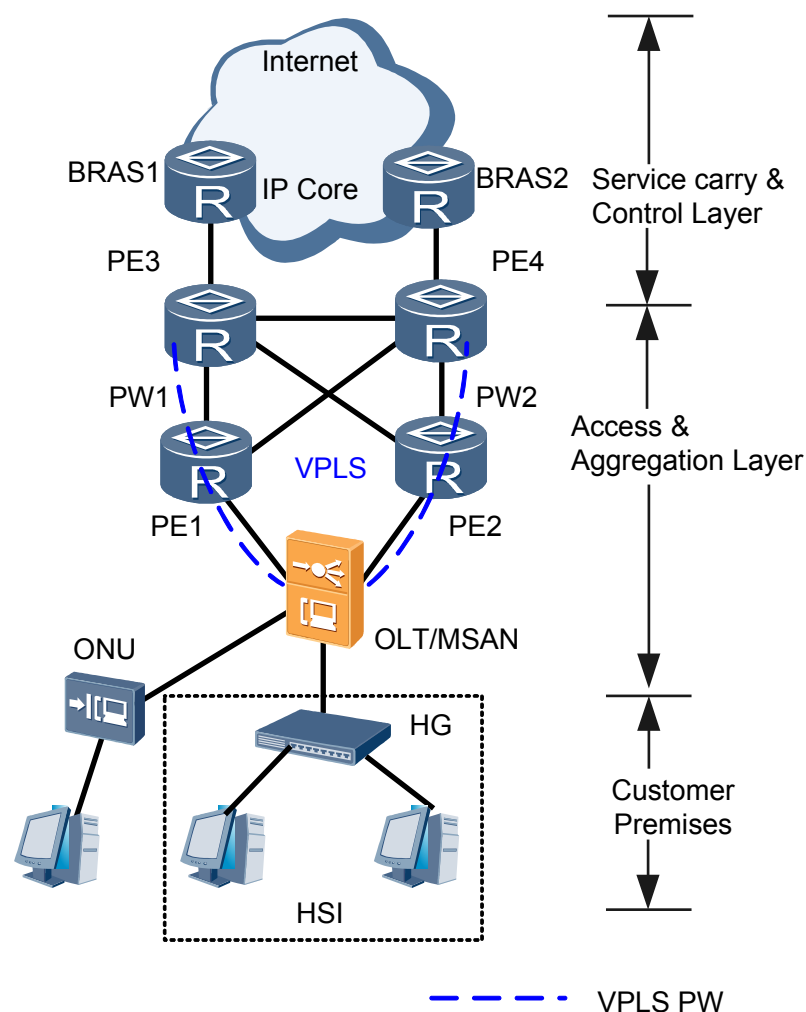 Internet
BRAS1
IP Core
BRAS2
Service carry &
Control Layer
R
R
PE3
PE4
R
R
PW1
PW2
Access &
Aggregation Layer
VPLS
R
R
PE1
PE2
OLT/MSAN
ONU
HG
Customer
Premises
HSI
VPLS PW